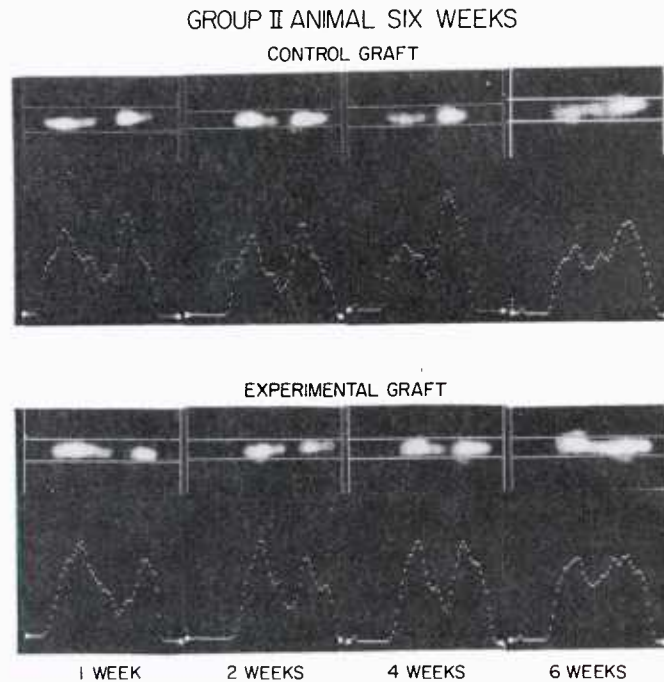 GROUP II ANIMAL SIX WEEKS
CONTROL GRAFT
EXPERIMENTAL GRAFT
1 WEEK 2 WEEKS 4 WEEKS 6 WEEKS